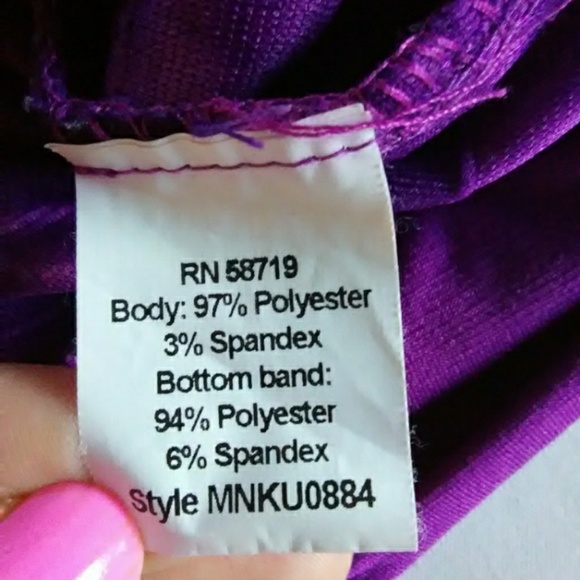 RN 58719
Body: 97% Polyester
3% Spandex
Bottom band:
94% Polyester
6% Spandex
Style MNKU0884